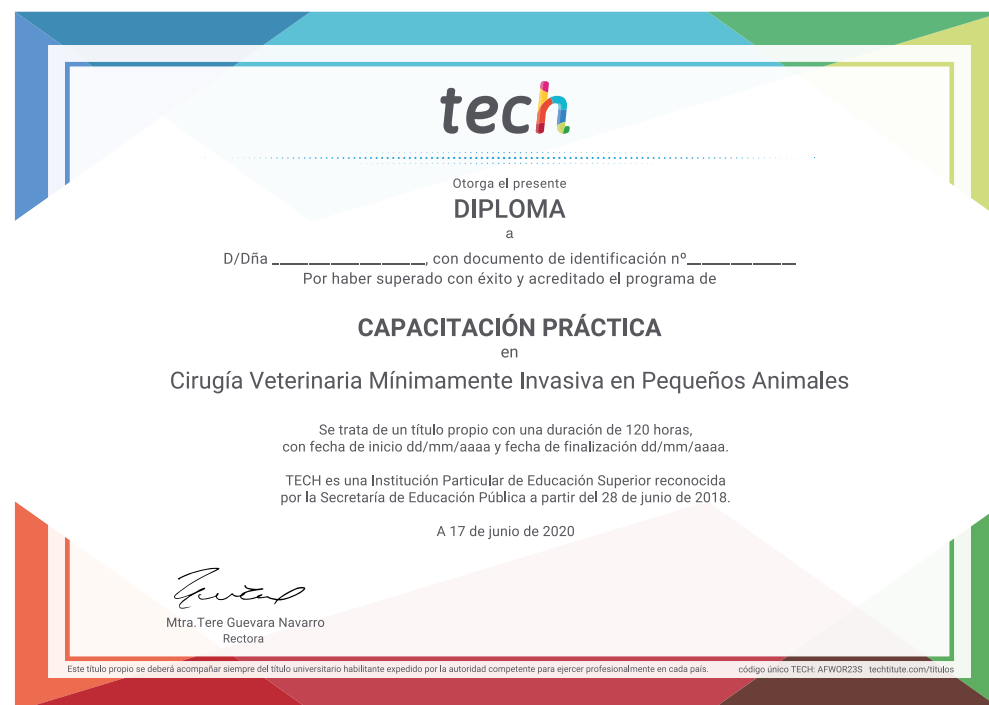 tech
Otorga el presente
DIPLOMA
a
D/Dña ____________________, con documento de identificación nº______________
Por haber superado con éxito y acreditado el programa de
CAPACITACIÓN PRÁCTICA
en
Cirugía Veterinaria Mínimamente Invasiva en Pequeños Animales
Se trata de un título propio con una duración de 120 horas,
con fecha de inicio dd/mm/aaaa y fecha de finalización dd/mm/aaaa.
TECH es una Institución Particular de Educación Superior reconocida
por la Secretaría de Educación Pública a partir del 28 de junio de 2018.
A 17 de junio de 2020
Mtra.Tere Guevara Navarro
Rectora
Este título propio se deberá acompañar siempre del título universitario habilitante expedido por la autoridad competente para ejercer profesionalmente en cada país. código único TECH: AFWOR23S techtitute.com/titulos